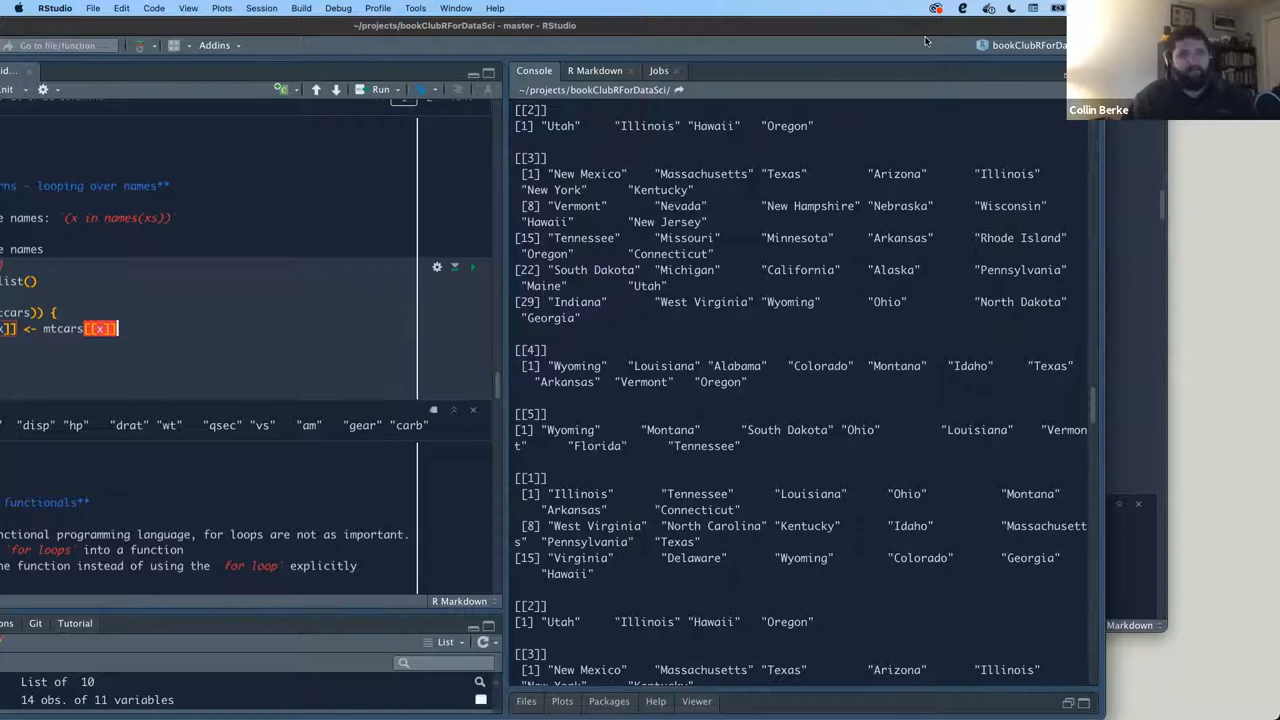 RStudio File Edit Code View Plots Session Build Debug Profile Tools Window Help
~/projects/bookClubRForDataSci - master - RStudio
Go to file/function Addins bookClubRForDa
Collin Berke
Run
rns - looping over names**
e names: `(x in names(xs))`
e names
list()
cars)) {
x]] <- mtcars[[x]]
"disp" "hp" "drat" "wt" "qsec" "vs" "am" "gear" "carb"
functionals**
nctional programming language, for loops are not as important.
`for loops` into a function
he function instead of using the `for loop` explicitly
R Markdown
ons Git Tutorial
List
List of 10
14 obs. of 11 variables
Console R Markdown Jobs
~/projects/bookClubRForDataSci/
[[2]]
[1] "Utah" "Illinois" "Hawaii" "Oregon"
[[3]]
[1] "New Mexico" "Massachusetts" "Texas" "Arizona" "Illinois"
"New York" "Kentucky"
[8] "Vermont" "Nevada" "New Hampshire" "Nebraska" "Wisconsin"
"Hawaii" "New Jersey"
[15] "Tennessee" "Missouri" "Minnesota" "Arkansas" "Rhode Island"
"Oregon" "Connecticut"
[22] "South Dakota" "Michigan" "California" "Alaska" "Pennsylvania"
"Maine" "Utah"
[29] "Indiana" "West Virginia" "Wyoming" "Ohio" "North Dakota"
"Georgia"
[[4]]
[1] "Wyoming" "Louisiana" "Alabama" "Colorado" "Montana" "Idaho" "Texas"
"Arkansas" "Vermont" "Oregon"
[[5]]
[1] "Wyoming" "Montana" "South Dakota" "Ohio" "Louisiana" "Vermon
t" "Florida" "Tennessee"
[[1]]
[1] "Illinois" "Tennessee" "Louisiana" "Ohio" "Montana"
"Arkansas" "Connecticut"
[8] "West Virginia" "North Carolina" "Kentucky" "Idaho" "Massachusett
s" "Pennsylvania" "Texas"
[15] "Virginia" "Delaware" "Wyoming" "Colorado" "Georgia"
"Hawaii"
[[2]]
[1] "Utah" "Illinois" "Hawaii" "Oregon"
[[3]]
[1] "New Mexico" "Massachusetts" "Texas" "Arizona" "Illinois"
"New York" "Kentucky"
Files Plots Packages Help Viewer
Markdown